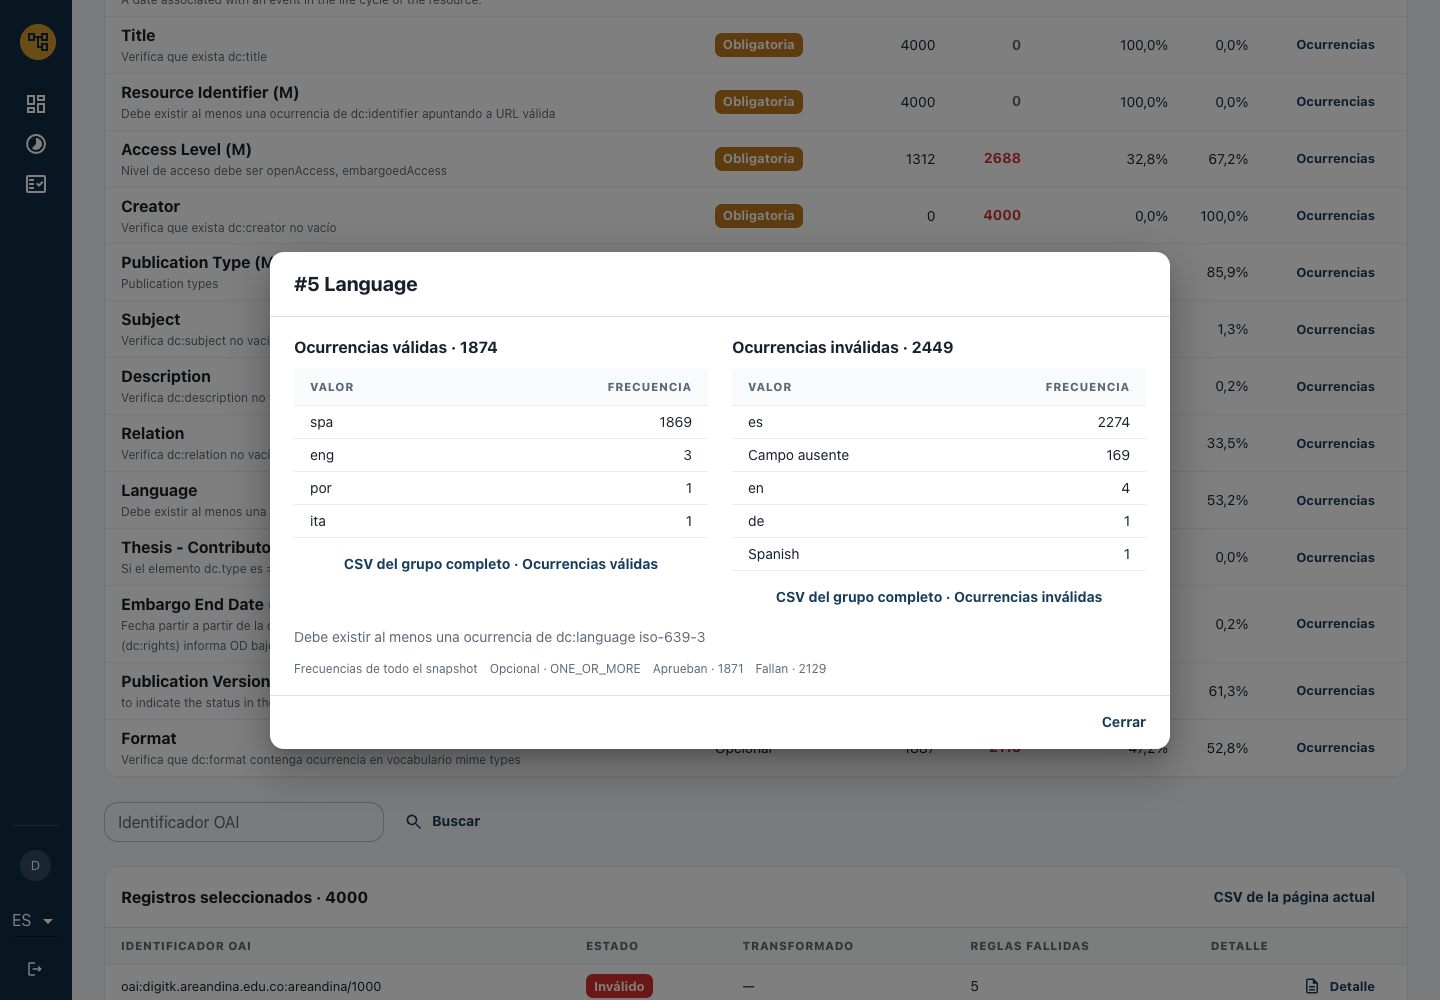 A date associated with an event in the life cycle of the resource.
Title
Verifica que exista dc:title
Obligatoria 4000 0 100,0% 0,0% Ocurrencias
Resource Identifier (M)
Debe existir al menos una ocurrencia de dc:identifier apuntando a URL válida
Obligatoria 4000 0 100,0% 0,0% Ocurrencias
Access Level (M)
Nivel de acceso debe ser openAccess, embargoedAccess
Obligatoria 1312 2688 32,8% 67,2% Ocurrencias
Creator
Verifica que exista dc:creator no vacío
Obligatoria 0 4000 0,0% 100,0% Ocurrencias
Publication Type (M
Publication types
85,9% Ocurrencias
Subject
Verifica dc:subject no vací
1,3% Ocurrencias
Description
Verifica dc:description no
0,2% Ocurrencias
Relation
Verifica dc:relation no vací
33,5% Ocurrencias
Language
Debe existir al menos una
53,2% Ocurrencias
Thesis - Contributo
Si el elemento dc.type es
0,0% Ocurrencias
Embargo End Date
Fecha partir a partir de la
(dc:rights) informa OD baj
0,2% Ocurrencias
Publication Version
to indicate the status in th
61,3% Ocurrencias
Format
Verifica que dc:format contenga ocurrencia en vocabulario mime types
Opcional 1887 2113 47,2% 52,8% Ocurrencias
#5 Language
Ocurrencias válidas · 1874
VALOR FRECUENCIA
spa 1869
eng 3
por 1
ita 1
CSV del grupo completo · Ocurrencias válidas
Ocurrencias inválidas · 2449
VALOR FRECUENCIA
es 2274
Campo ausente 169
en 4
de 1
Spanish 1
CSV del grupo completo · Ocurrencias inválidas
Debe existir al menos una ocurrencia de dc:language iso-639-3
Frecuencias de todo el snapshot Opcional · ONE_OR_MORE Aprueban · 1871 Fallan · 2129
Cerrar
Identificador OAI
Buscar
Registros seleccionados · 4000
CSV de la página actual
IDENTIFICADOR OAI ESTADO TRANSFORMADO REGLAS FALLIDAS DETALLE
oai:digitk.areandina.edu.co:areandina/1000 Inválido — 5 Detalle
D
ES